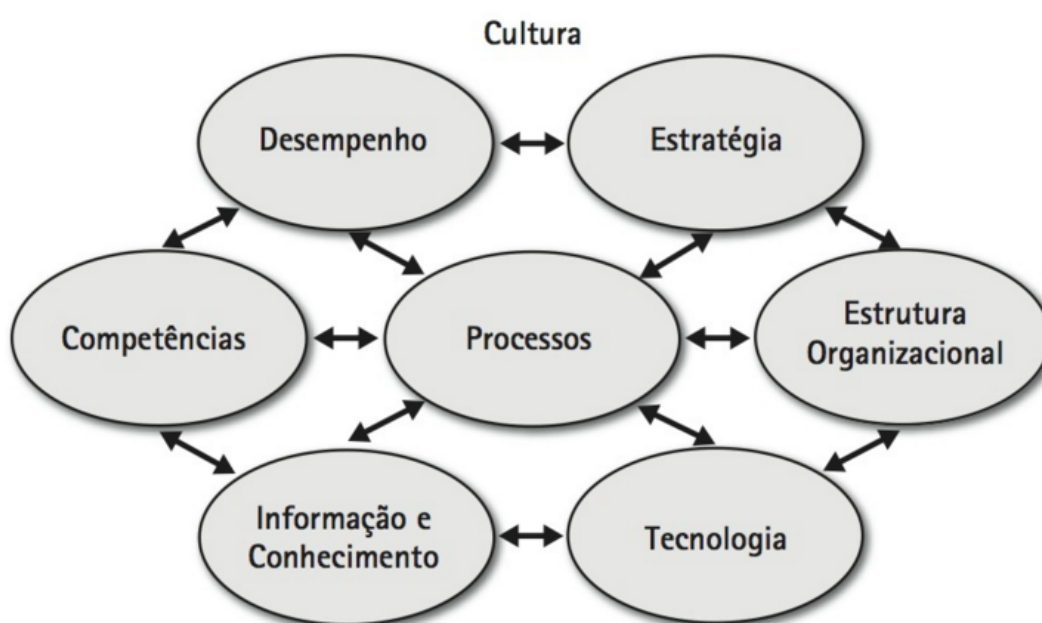 Cultura
Desempenho
Estratégia
Competências
Processos
Estrutura
Organizacional
Informação e
Conhecimento
Tecnologia